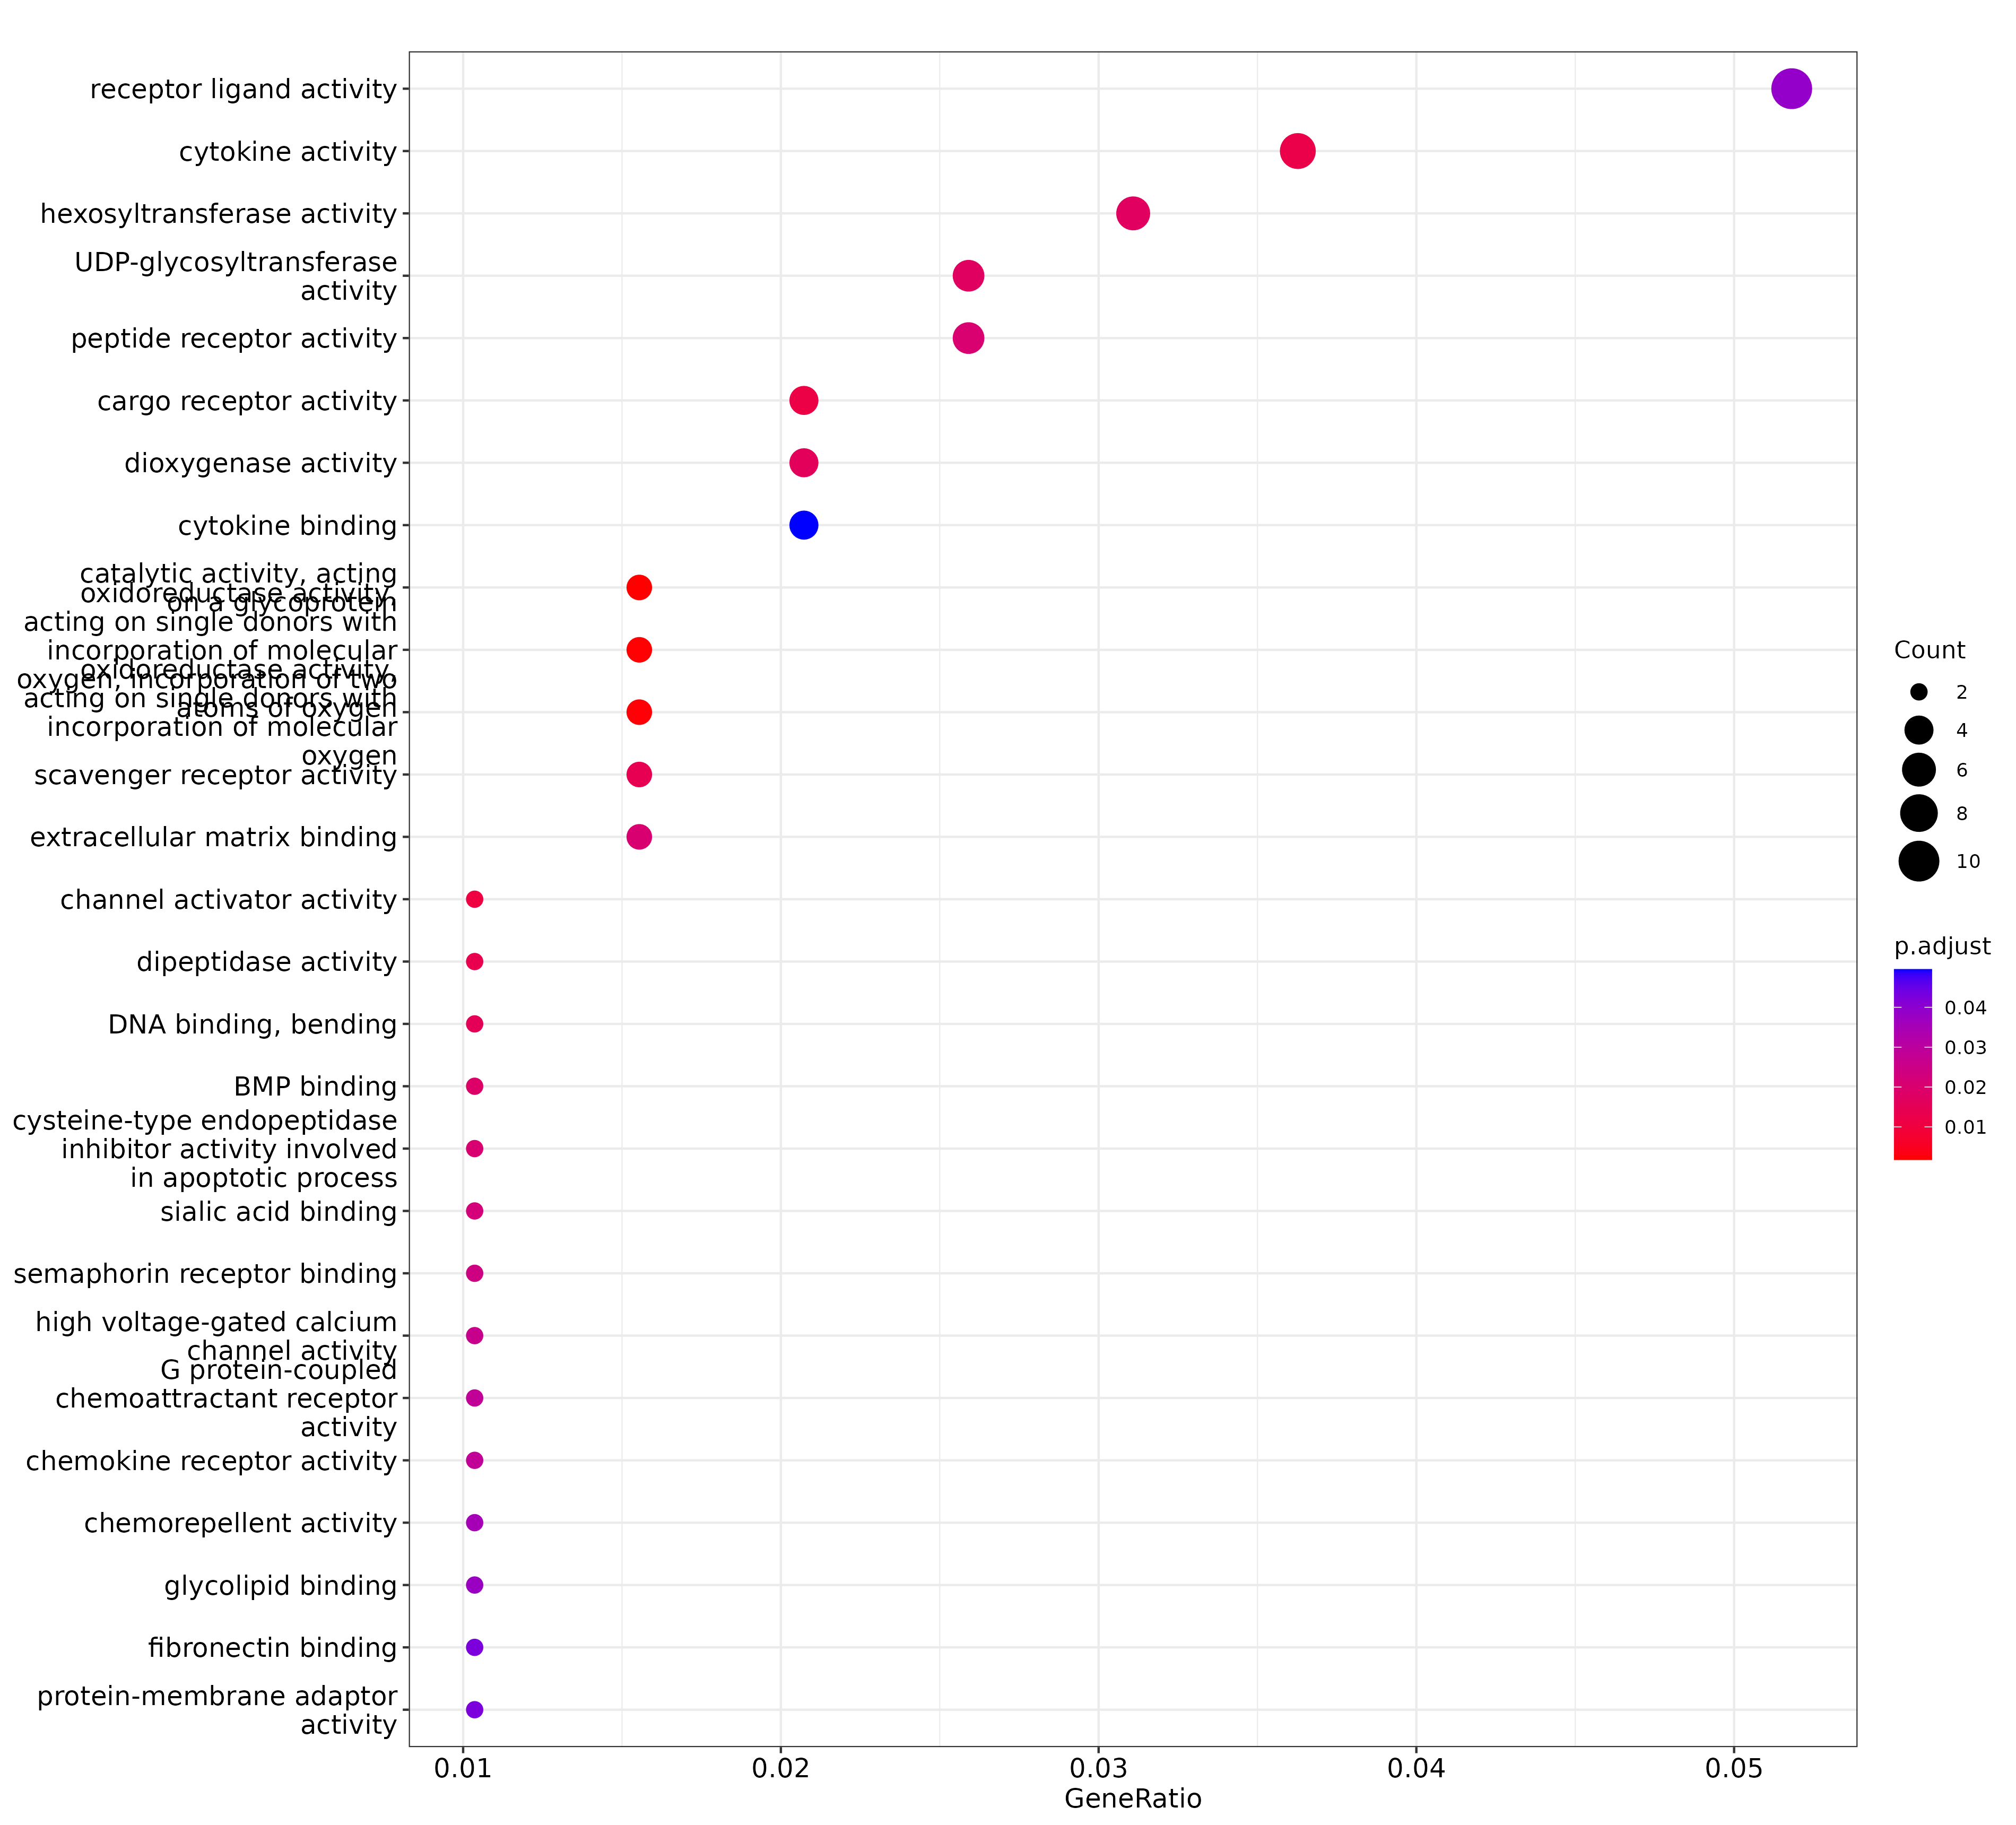 receptor ligand activity
cytokine activity
hexosyltransferase activity
UDP-glycosyltransferase
activity
peptide receptor activity
cargo receptor activity
dioxygenase activity
cytokine binding
catalytic activity, acting
on a glycoprotein
oxidoreductase activity,
acting on single donors with
incorporation of molecular
oxygen, incorporation of two
atoms of oxygen
oxidoreductase activity,
acting on single donors with
incorporation of molecular
oxygen
scavenger receptor activity
extracellular matrix binding
channel activator activity
dipeptidase activity
DNA binding, bending
BMP binding
cysteine-type endopeptidase
inhibitor activity involved
in apoptotic process
sialic acid binding
semaphorin receptor binding
high voltage-gated calcium
channel activity
G protein-coupled
chemoattractant receptor
activity
chemokine receptor activity
chemorepellent activity
glycolipid binding
fibronectin binding
protein-membrane adaptor
activity
0.01
0.02
0.03
0.04
0.05
GeneRatio
Count
2
4
6
8
10
p.adjust
0.04
0.03
0.02
0.01